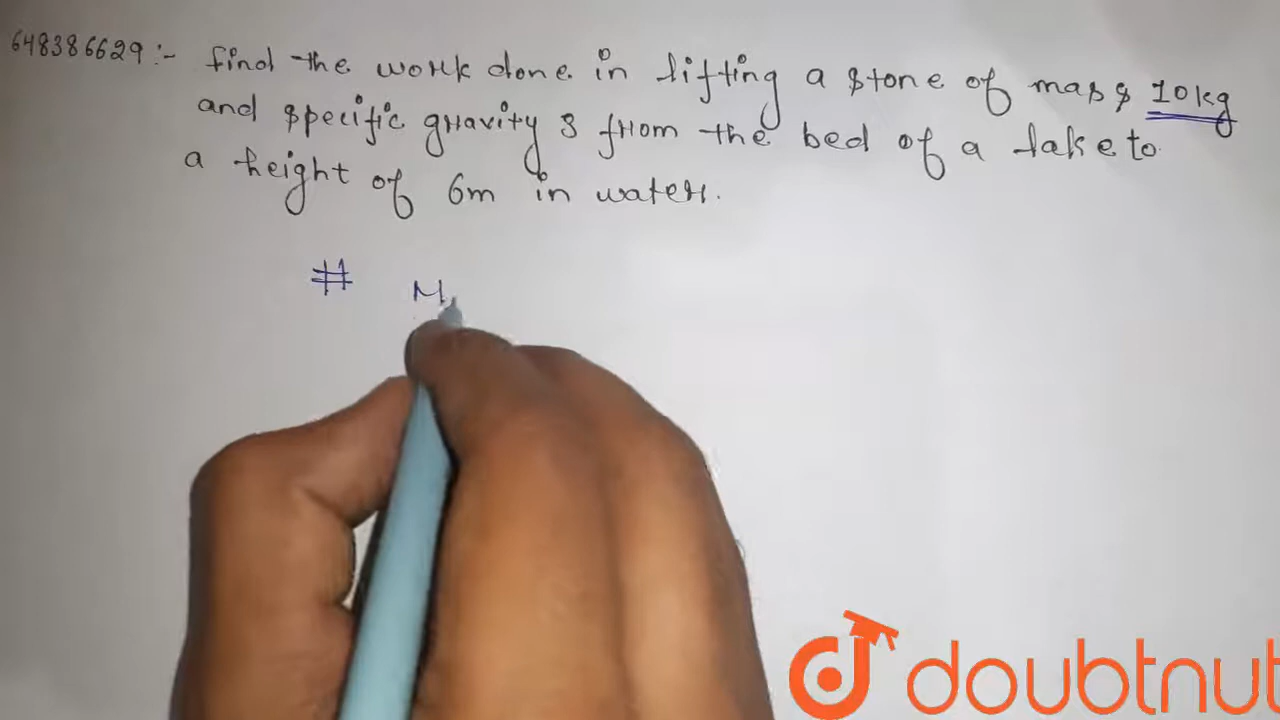 648386629:- find the work done in lifting a stone of mass 10kg
and specific gravity 3 from the bed of a lake to
a height of 6m in water.
# M
doubtnut